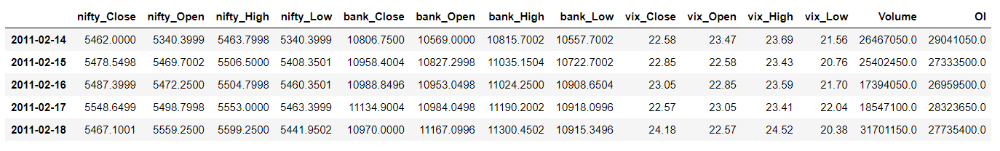 nifty_Close nifty_Open nifty_High nifty_Low bank_Close bank_Open bank_High bank_Low vix_Close vix_Open vix_High vix_Low Volume OI
2011-02-14 5462.0000 5340.3999 5463.7998 5340.3999 10806.7500 10569.0000 10815.7002 10557.7002 22.58 23.47 23.69 21.56 26467050.0 29041050.0
2011-02-15 5478.5498 5469.7002 5506.5000 5408.3501 10958.4004 10827.2998 11035.1504 10722.7002 22.85 22.58 23.43 20.76 25402450.0 27333500.0
2011-02-16 5487.3999 5472.2500 5504.7998 5460.3501 10988.8496 10953.0498 11024.2500 10908.6504 23.05 22.85 23.59 21.70 17394050.0 26959500.0
2011-02-17 5548.6499 5498.7998 5553.0000 5463.3999 11134.9004 10984.0498 11190.2002 10918.0996 22.57 23.05 23.41 22.04 18547100.0 28323650.0
2011-02-18 5467.1001 5559.2500 5599.2500 5441.9502 10970.0000 11167.0996 11300.4502 10915.3496 24.18 22.57 24.52 20.38 31701150.0 27735400.0